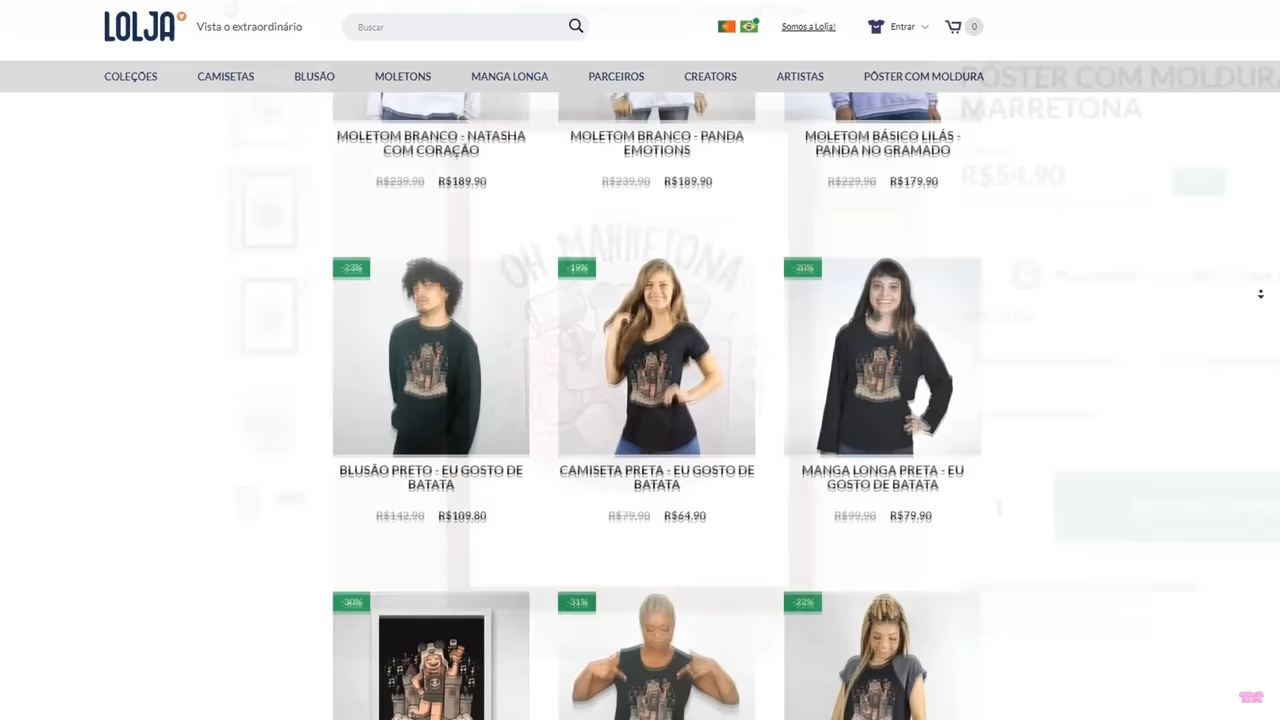 LOLJA
Vista o extraordinário
Buscar
Somos a Lolja!
Entrar
0
COLEÇÕES
CAMISETAS
BLUSÃO
MOLETONS
MANGA LONGA
PARCEIROS
CREATORS
ARTISTAS
PÔSTER COM MOLDURA
PÔSTER COM MOLDURA
MARRETONA
R$54,90
MOLETOM BRANCO - NATASHA
COM CORAÇÃO
R$239,90 R$189,90
MOLETOM BRANCO - PANDA
EMOTIONS
R$239,90 R$189,90
MOLETOM BÁSICO LILÁS -
PANDA NO GRAMADO
R$229,90 R$179,90
OH MARRETONA
-23%
-19%
-20%
BLUSÃO PRETO - EU GOSTO DE
BATATA
R$142,90 R$109,80
CAMISETA PRETA - EU GOSTO DE
BATATA
R$79,90 R$64,90
MANGA LONGA PRETA - EU
GOSTO DE BATATA
R$99,90 R$79,90
1
-30%
-31%
-22%